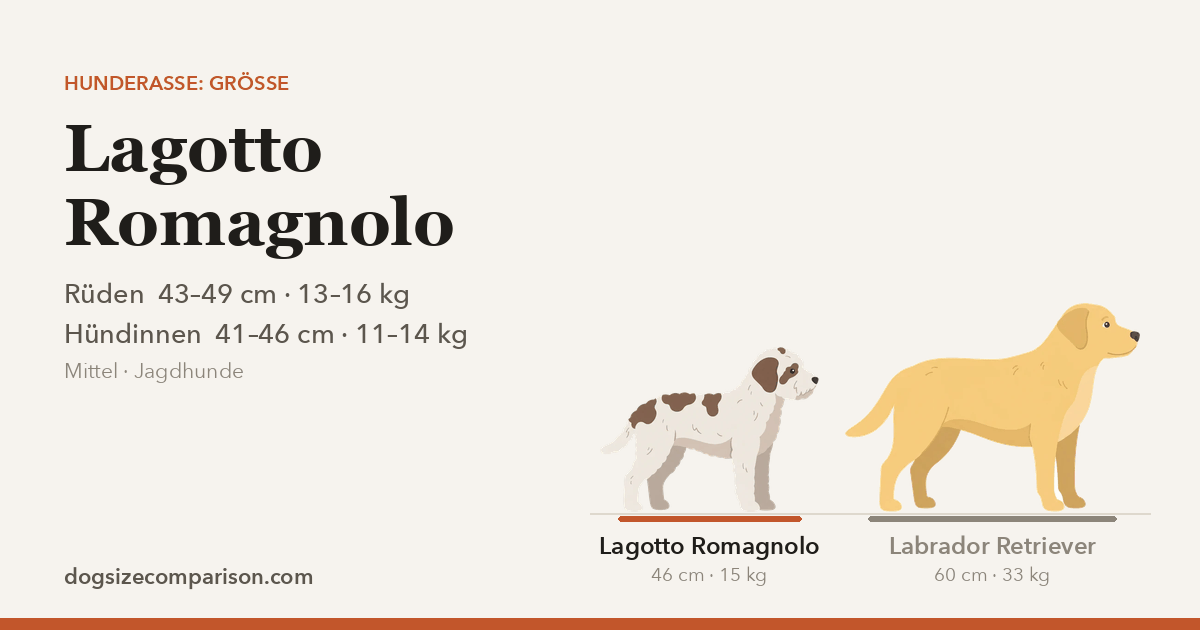 HUNDERASSE: GRÖSSE
Lagotto
Romagnolo
Rüden 43–49 cm · 13–16 kg
Hündinnen 41–46 cm · 11–14 kg
Mittel · Jagdhunde
Lagotto Romagnolo
46 cm · 15 kg
Labrador Retriever
60 cm · 33 kg
dogsizecomparison.com